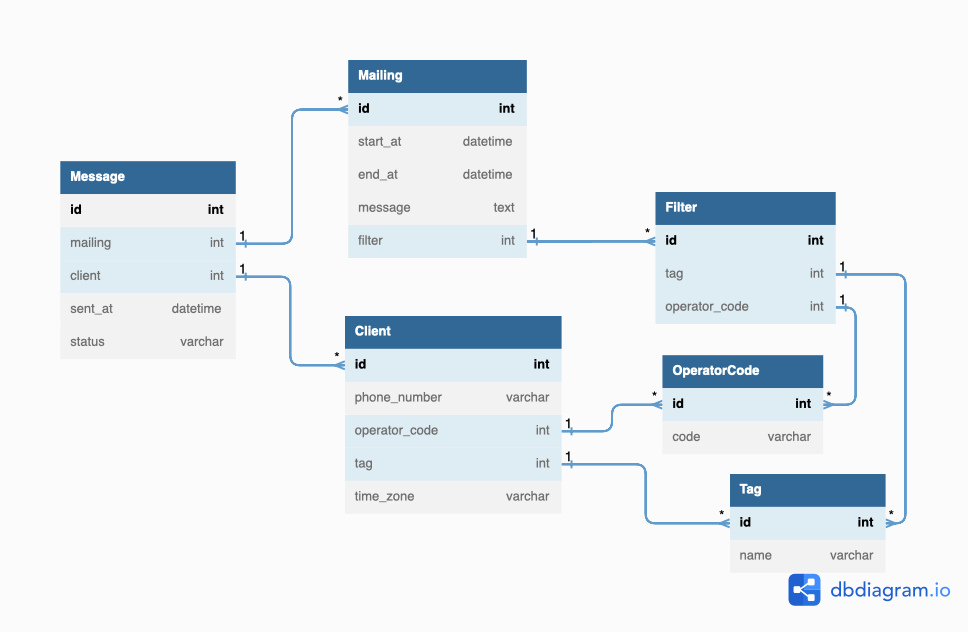 Mailing
id int
start_at datetime
end_at datetime
message text
filter int
Message
id int
mailing int
client int
sent_at datetime
status varchar
Filter
id int
tag int
operator_code int
Client
id int
phone_number varchar
operator_code int
tag int
time_zone varchar
OperatorCode
id int
code varchar
Tag
id int
name varchar
1 *
1 *
1 *
1 *
1 *
1 *
1 *
dbdiagram.io